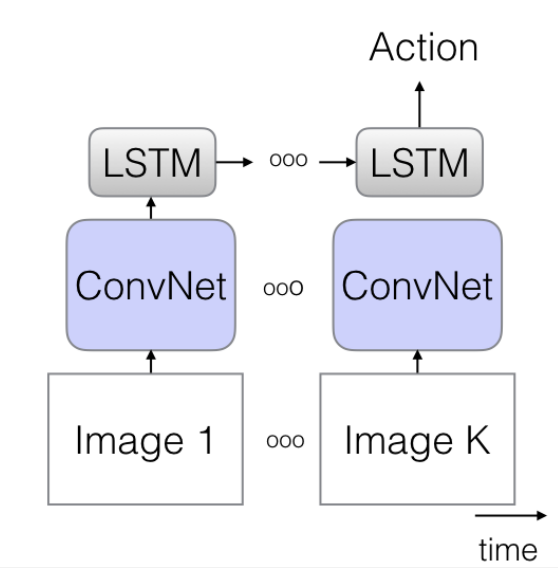 Action
LSTM ooo LSTM
ConvNet ooo ConvNet
Image 1 ooo Image K
time